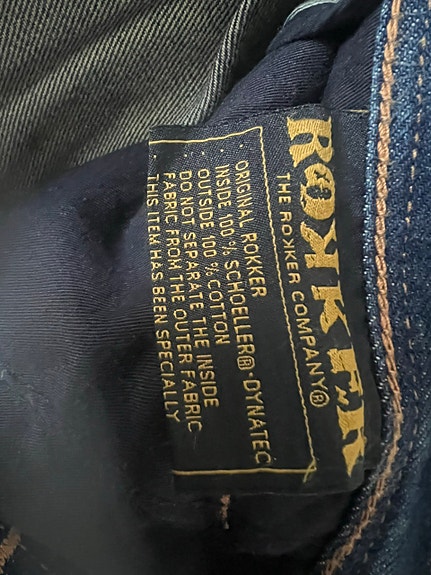 ROKKER
THE ROKKER COMPANY®
ORIGINAL ROKKER
INSIDE 100 % SCHOELLER®-DYNATEC
OUTSIDE 100 % COTTON
DO NOT SEPARATE THE INSIDE
FABRIC FROM THE OUTER FABRIC
THIS ITEM HAS BEEN SPECIALLY